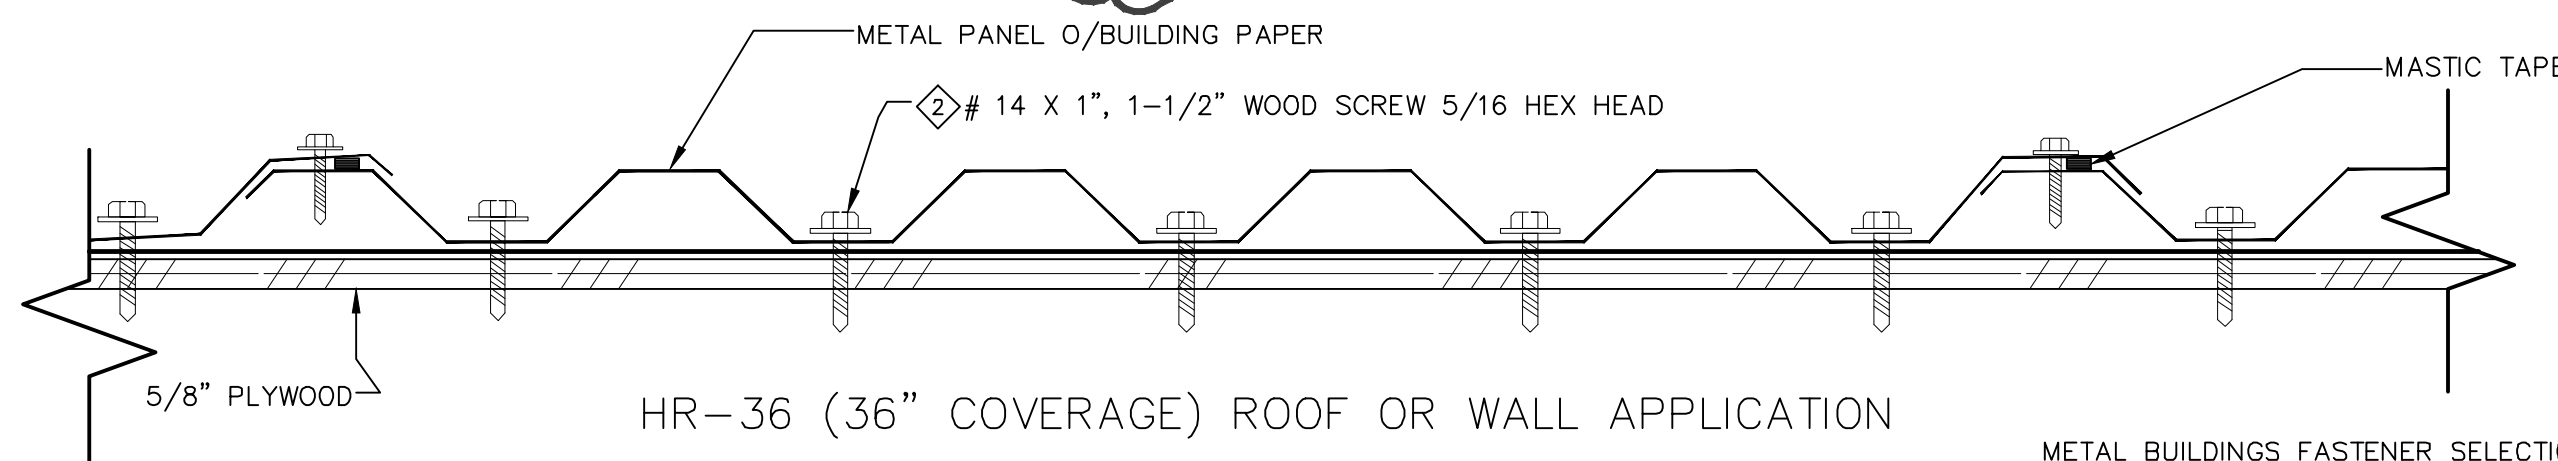 METAL PANEL O/BUILDING PAPER
MASTIC TAPE
2 # 14 X 1”, 1-1/2” WOOD SCREW 5/16 HEX HEAD
5/8” PLYWOOD
HR-36 (36” COVERAGE) ROOF OR WALL APPLICATION
METAL BUILDINGS FASTENER